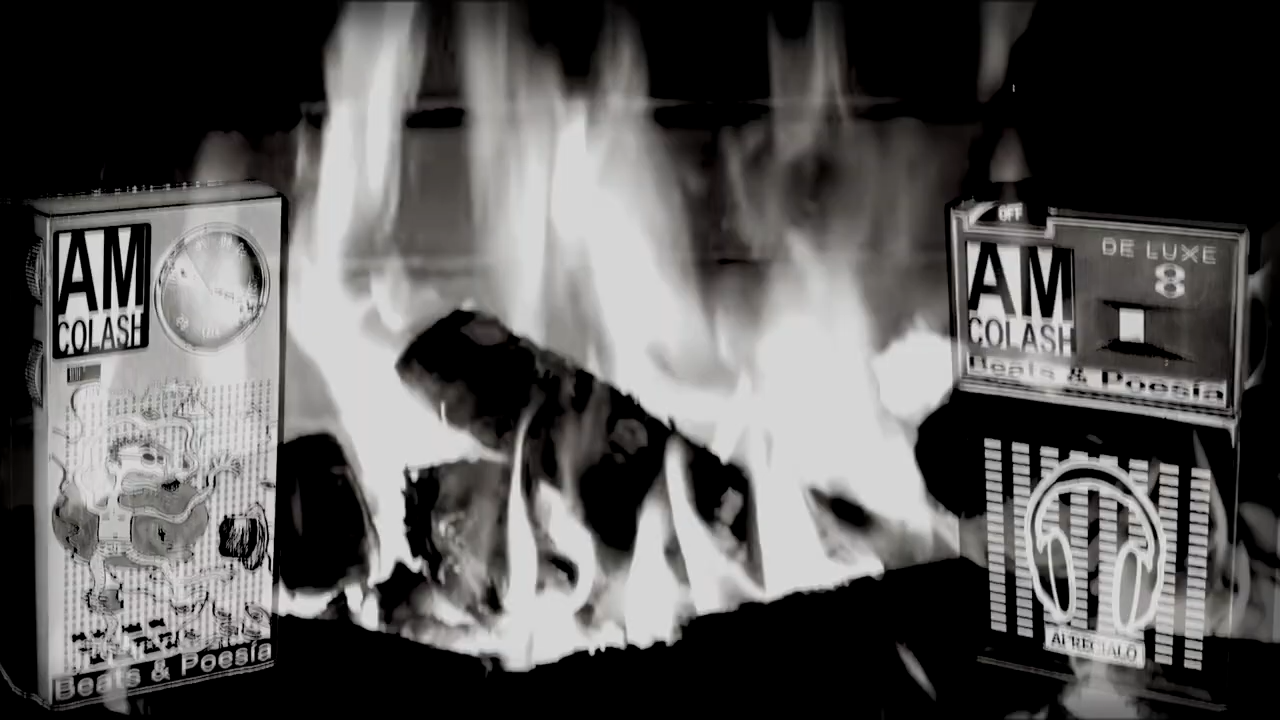 AM
COLASH
Beats & Poesía
OFF
AM
COLASH
DE LUXE
8
Beats & Poesía
APRECIALO